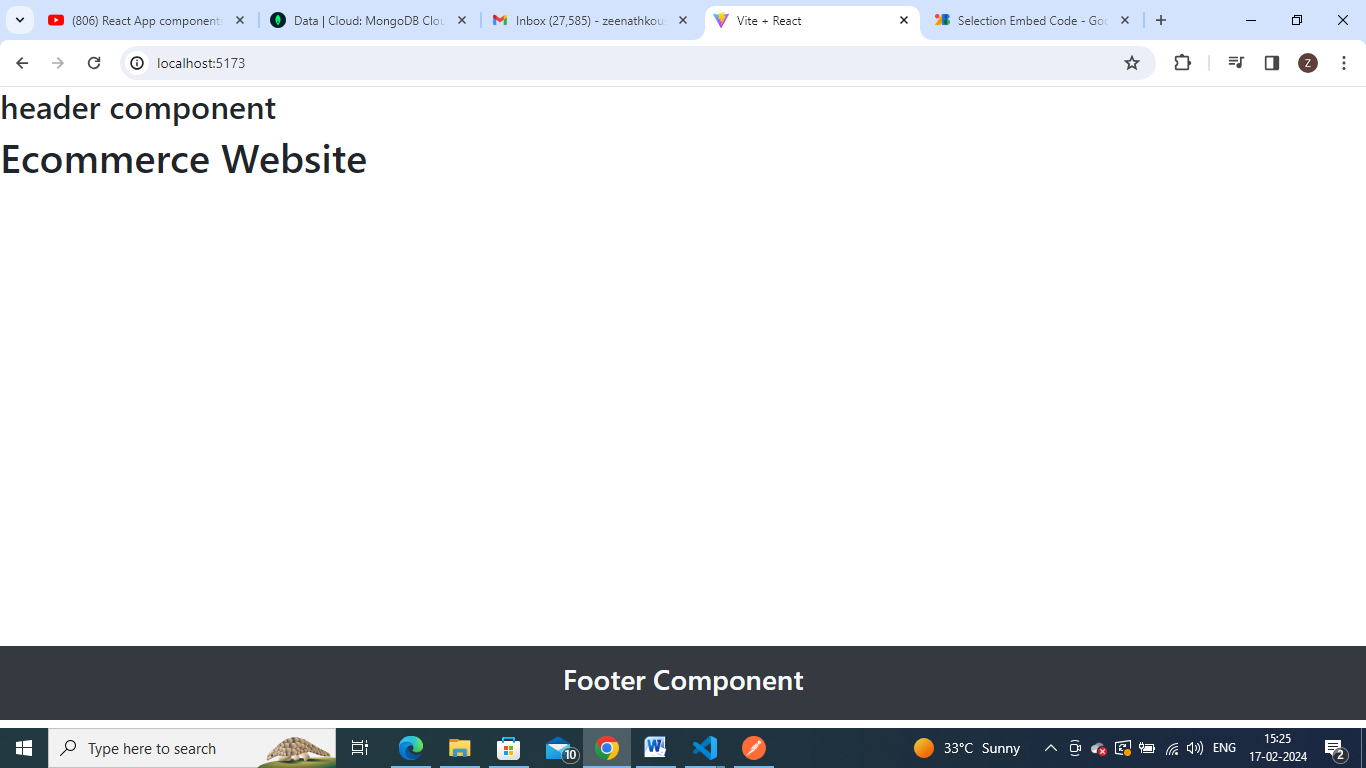 (806) React App component
Data | Cloud: MongoDB Clou
Inbox (27,585) - zeenathkou
Vite + React
Selection Embed Code - Goo
localhost:5173
Z
header component
Ecommerce Website
Footer Component
Type here to search
10
W
33°C Sunny
ENG
15:25
17-02-2024
2